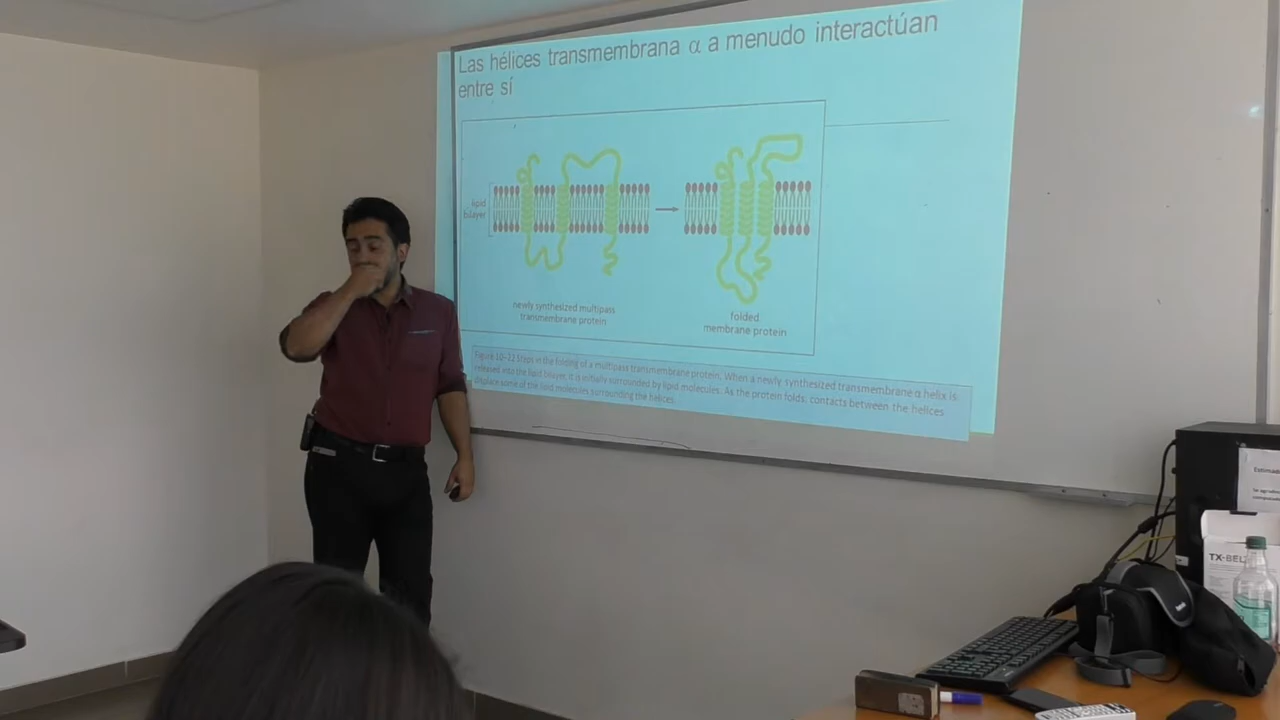 Las hélices transmembrana α a menudo interactúan
entre sí
lipid
bilayer
newly synthesized multipass
transmembrane protein
folded
membrane protein
Figure 10–22 Steps in the folding of a multipass transmembrane protein. When a newly synthesized transmembrane α helix is
released into the lipid bilayer, it is initially surrounded by lipid molecules. As the protein folds, contacts between the helices
displace some of the lipid molecules surrounding the helices.
Estimad
TX-BEL